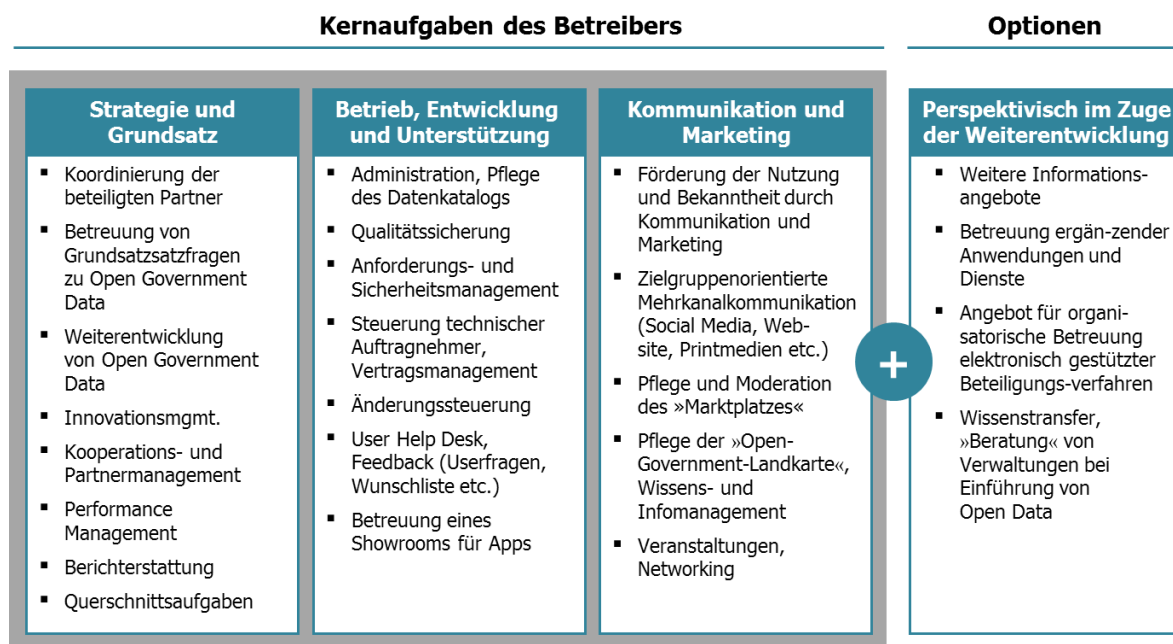 Kernaufgaben des Betreibers
Optionen
Strategie und
Grundsatz
▪ Koordinierung der
beteiligten Partner
▪ Betreuung von
Grundsatzsatzfragen
zu Open Government
Data
▪ Weiterentwicklung
von Open Government
Data
▪ Innovationsmgmt.
▪ Kooperations- und
Partnermanagement
▪ Performance
Management
▪ Berichterstattung
▪ Querschnittsaufgaben
Betrieb, Entwicklung
und Unterstützung
▪ Administration, Pflege
des Datenkatalogs
▪ Qualitätssicherung
▪ Anforderungs- und
Sicherheitsmanagement
▪ Steuerung technischer
Auftragnehmer,
Vertragsmanagement
▪ Änderungssteuerung
▪ User Help Desk,
Feedback (Userfragen,
Wunschliste etc.)
▪ Betreuung eines
Showrooms für Apps
Kommunikation und
Marketing
▪ Förderung der Nutzung
und Bekanntheit durch
Kommunikation und
Marketing
▪ Zielgruppenorientierte
Mehrkanalkommunikation
(Social Media, Web-
site, Printmedien etc.)
▪ Pflege und Moderation
des »Marktplatzes«
▪ Pflege der »Open-
Government-Landkarte«,
Wissens- und
Infomanagement
▪ Veranstaltungen,
Networking
+
Perspektivisch im Zuge
der Weiterentwicklung
▪ Weitere Informations-
angebote
▪ Betreuung ergän-zender
Anwendungen und
Dienste
▪ Angebot für organi-
satorische Betreuung
elektronisch gestützter
Beteiligungs-verfahren
▪ Wissenstransfer,
»Beratung« von
Verwaltungen bei
Einführung von
Open Data